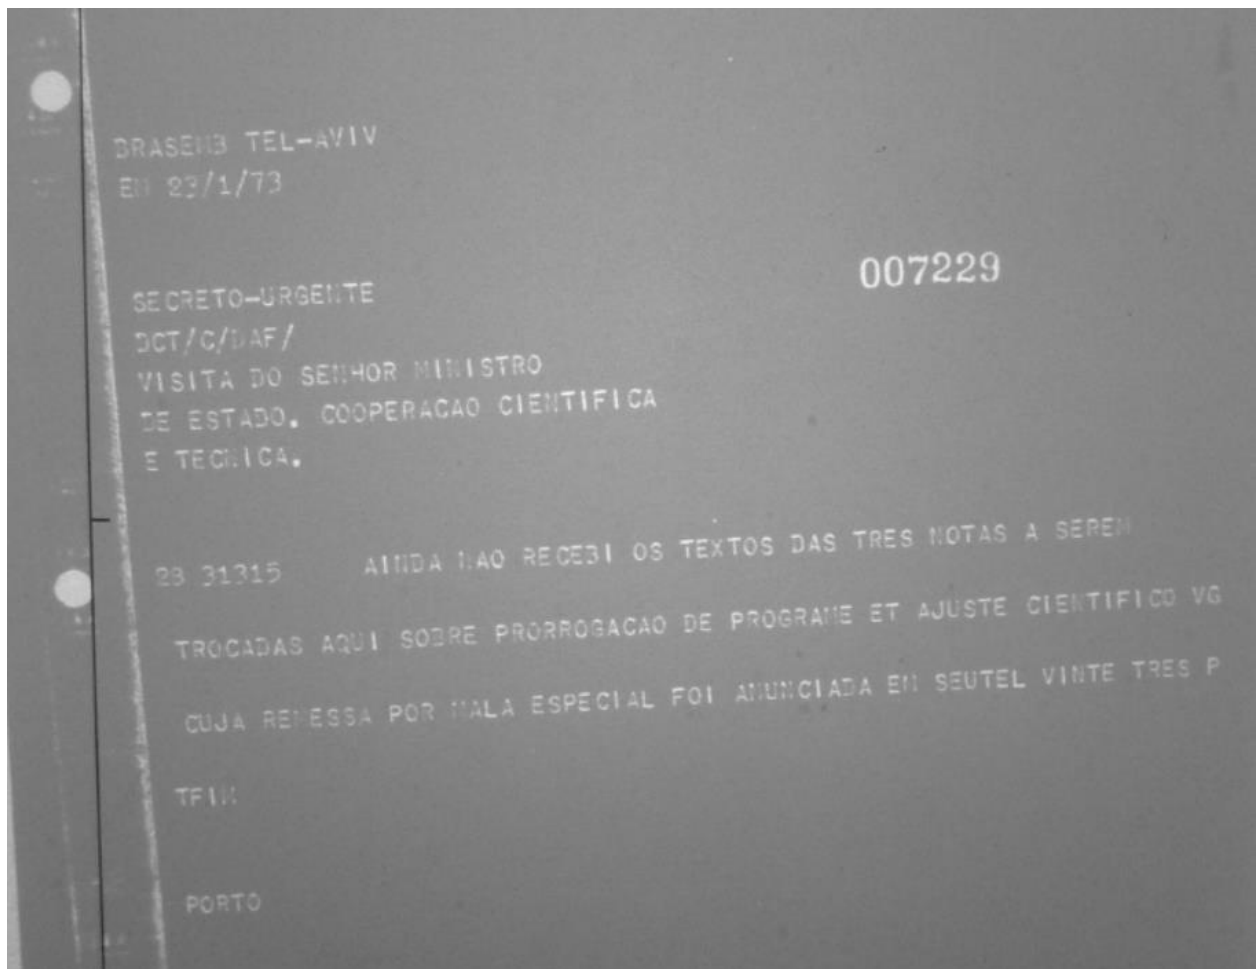 BRASEMB TEL-AVIV
EM 23/1/73
007229
SECRETO-URGENTE
DCT/C/DAF/
VISITA DO SENHOR MINISTRO
DE ESTADO. COOPERACAO CIENTIFICA
E TECNICA.
28 31315 AINDA NAO RECEBI OS TEXTOS DAS TRES NOTAS A SEREM
TROCADAS AQUI SOBRE PRORROGACAO DE PROGRAME ET AJUSTE CIENTIFICO VG
CUJA REMESSA POR MALA ESPECIAL FOI ANUNCIADA EM SEUTEL VINTE TRES P
TFIM
PORTO